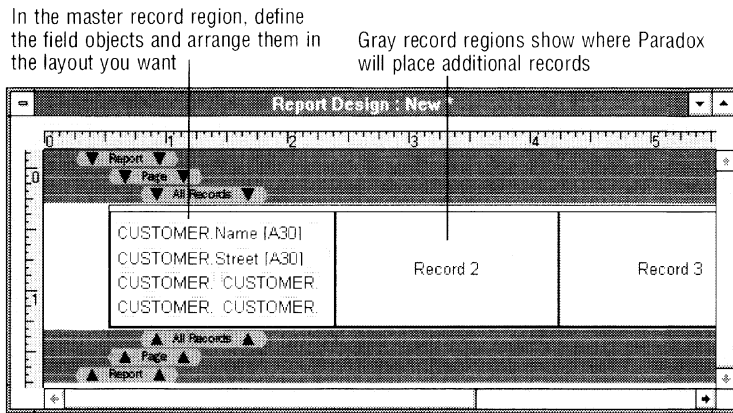 In the master record region, define
the field objects and arrange them in
the layout you want
Gray record regions show where Paradox
will place additional records
Report Design : New *
0 1 2 3 4 5
Report
0
Page
All Records
CUSTOMER.Name [A30]
CUSTOMER.Street [A30]
CUSTOMER. CUSTOMER.
CUSTOMER. CUSTOMER.
Record 2
Record 3
1
All Records
Page
Report